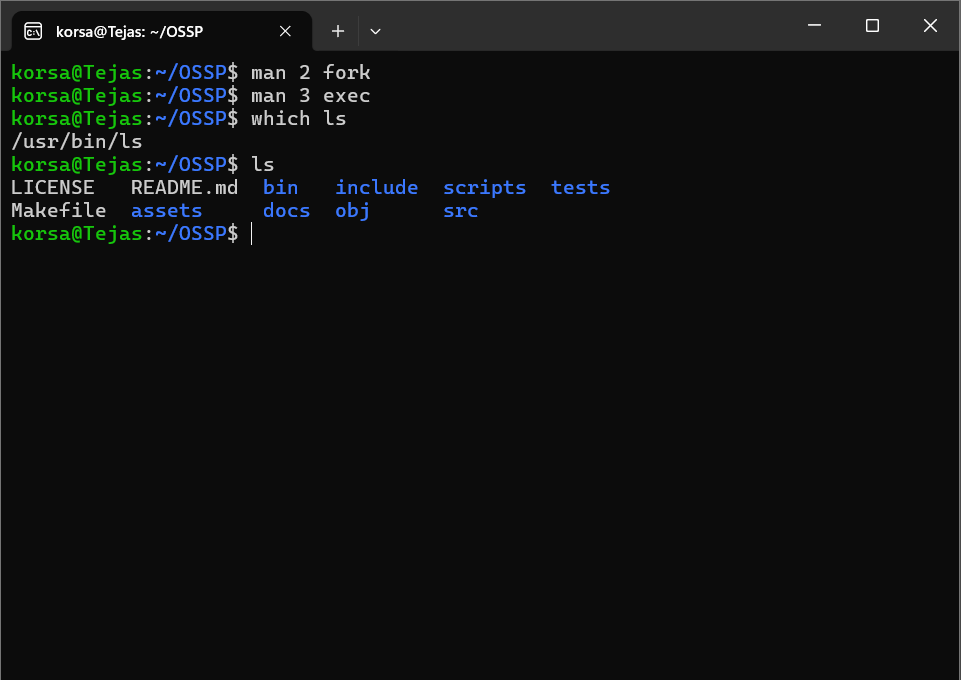 korsa@Tejas: ~/OSSP
korsa@Tejas:~/OSSP$ man 2 fork
korsa@Tejas:~/OSSP$ man 3 exec
korsa@Tejas:~/OSSP$ which ls
/usr/bin/ls
korsa@Tejas:~/OSSP$ ls
LICENSE   README.md  bin   include  scripts  tests
Makefile  assets     docs  obj      src
korsa@Tejas:~/OSSP$